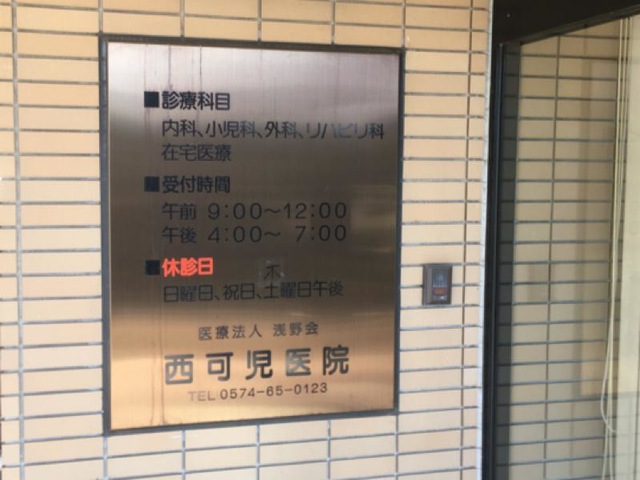 ■診療科目
内科、小児科、外科、リハビリ科
在宅医療
■受付時間
午前 9:00〜12:00
午後 4:00〜 7:00
■休診日
木
日曜日、祝日、土曜日午後
医療法人 浅野会
西可児医院
TEL 0574-65-0123